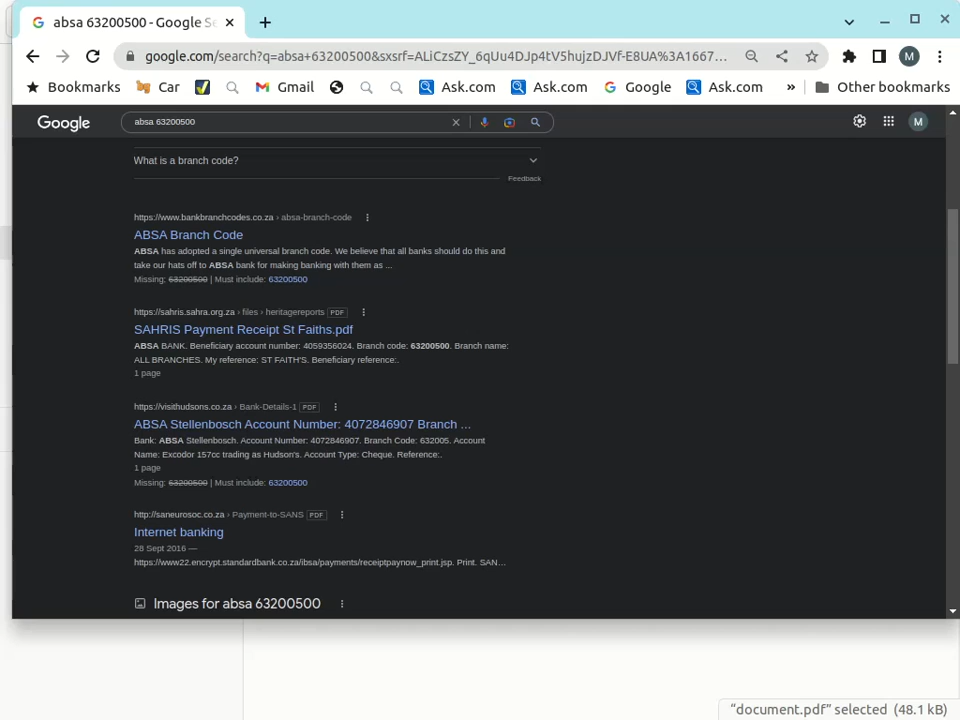 absa 63200500 - Google Se
google.com/search?q=absa+63200500&sxsrf=ALiCzsZY_6qUu4DJp4tV5hujzDJVf-E8UA%3A1667...
M
Bookmarks Car Gmail Ask.com Ask.com Google Ask.com » Other bookmarks
Google absa 63200500 M
What is a branch code?
Feedback
https://www.bankbranchcodes.co.za › absa-branch-code
ABSA Branch Code
ABSA has adopted a single universal branch code. We believe that all banks should do this and
take our hats off to ABSA bank for making banking with them as ...
Missing: 63200500 | Must include: 63200500
https://sahris.sahra.org.za › files › heritagereports PDF
SAHRIS Payment Receipt St Faiths.pdf
ABSA BANK. Beneficiary account number: 4059356024. Branch code: 63200500. Branch name:
ALL BRANCHES. My reference: ST FAITH'S. Beneficiary reference:.
1 page
https://visithudsons.co.za › Bank-Details-1 PDF
ABSA Stellenbosch Account Number: 4072846907 Branch ...
Bank: ABSA Stellenbosch. Account Number: 4072846907. Branch Code: 632005. Account
Name: Excodor 157cc trading as Hudson's. Account Type: Cheque. Reference:.
1 page
Missing: 63200500 | Must include: 63200500
http://saneurosoc.co.za › Payment-to-SANS PDF
Internet banking
28 Sept 2016 —
https://www22.encrypt.standardbank.co.za/ibsa/payments/receiptpaynow_print.jsp. Print. SAN...
Images for absa 63200500
"document.pdf" selected (48.1 kB)